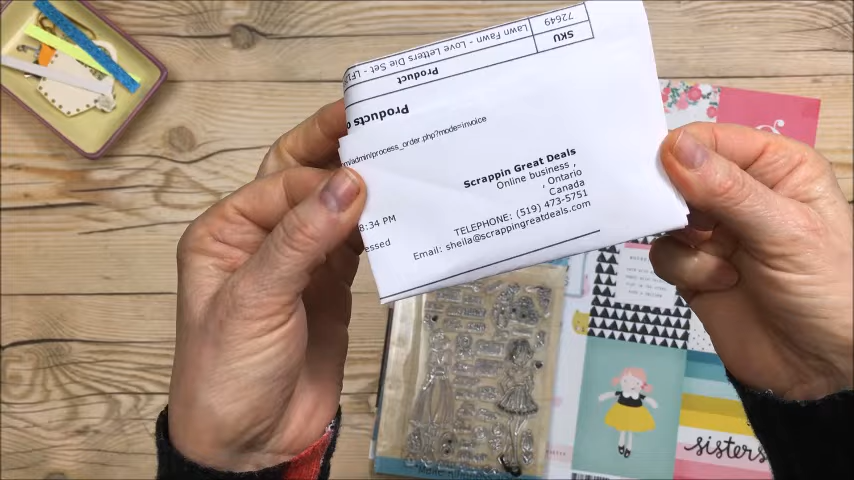 72649
Lawn Fawn - Love Letters Die Set -
SKU
Product
Products o
/admin/process_order.php?mode=invoice
Scrappin Great Deals
Online business ,
, Ontario
Canada
8:34 PM
TELEPHONE: (519) 473-5751
essed
Email: sheila@scrappingreatdeals.com
sisters